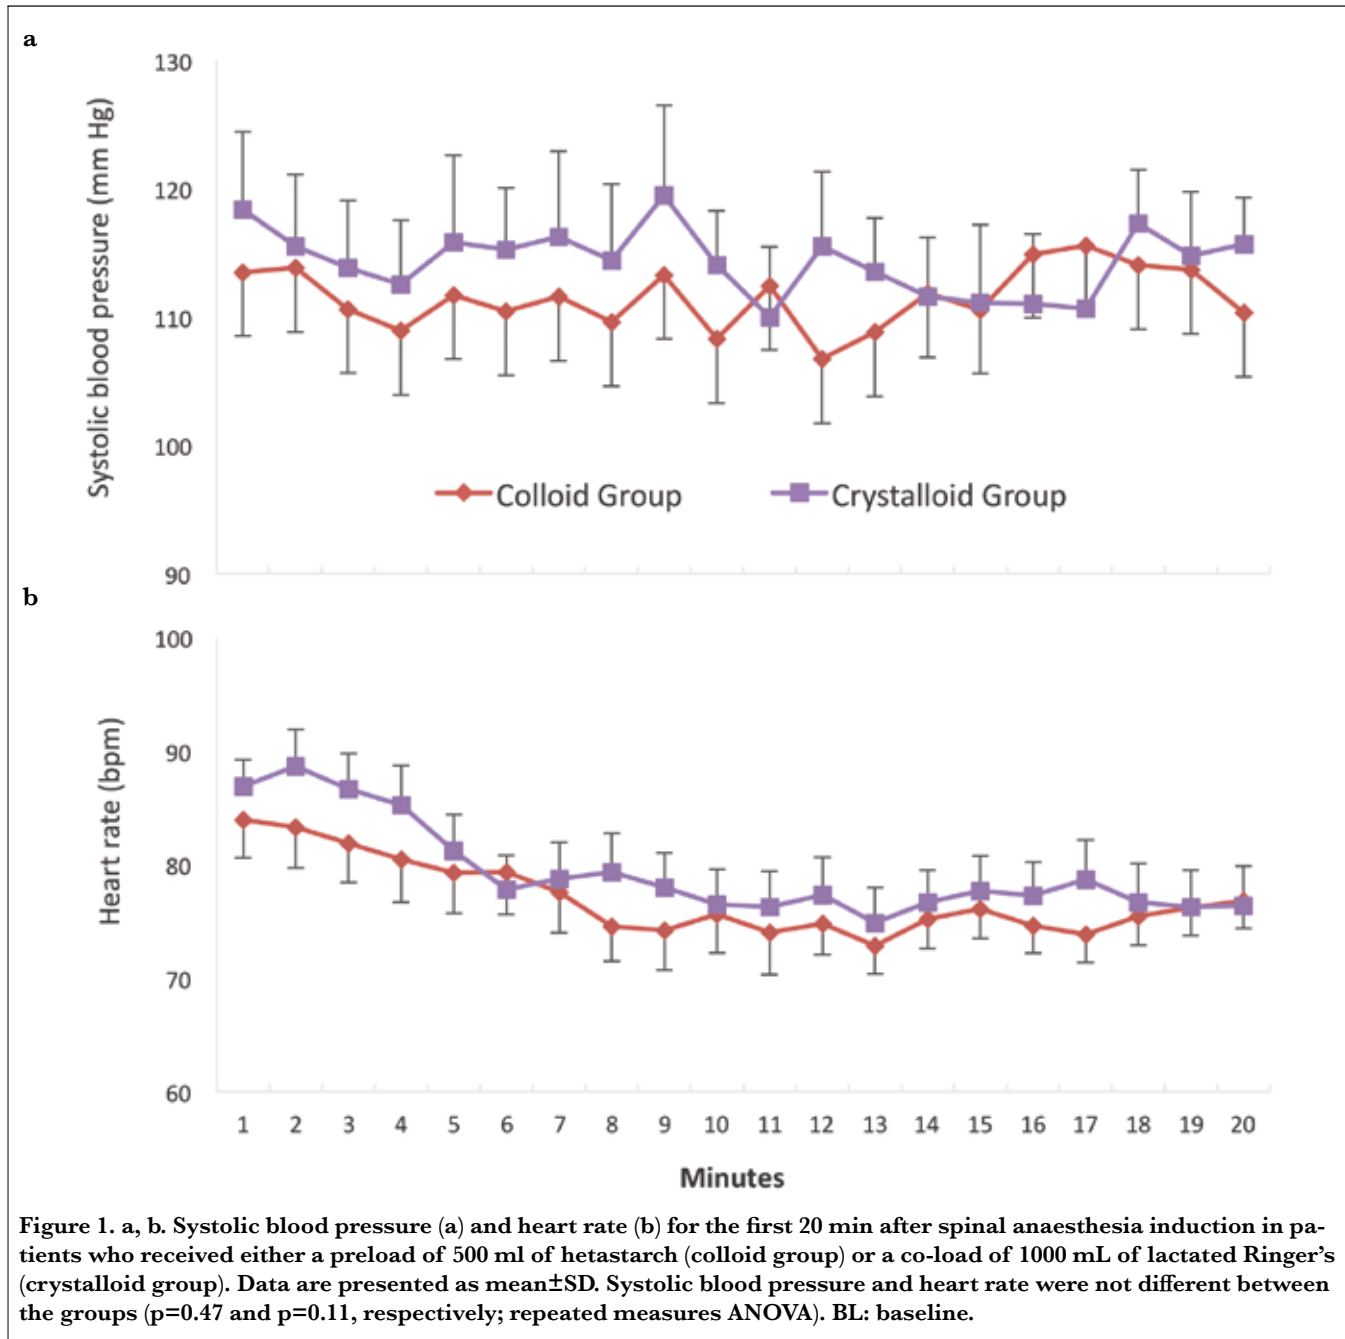 a
130
120
110
100
90
Systolic blood pressure (mm Hg)
Colloid Group
Crystalloid Group
b
100
90
80
70
60
Heart rate (bpm)
1 2 3 4 5 6 7 8 9 10 11 12 13 14 15 16 17 18 19 20
Minutes
Figure 1. a, b. Systolic blood pressure (a) and heart rate (b) for the first 20 min after spinal anaesthesia induction in pa-
tients who received either a preload of 500 ml of hetastarch (colloid group) or a co-load of 1000 mL of lactated Ringer's
(crystalloid group). Data are presented as mean±SD. Systolic blood pressure and heart rate were not different between
the groups (p=0.47 and p=0.11, respectively; repeated measures ANOVA). BL: baseline.